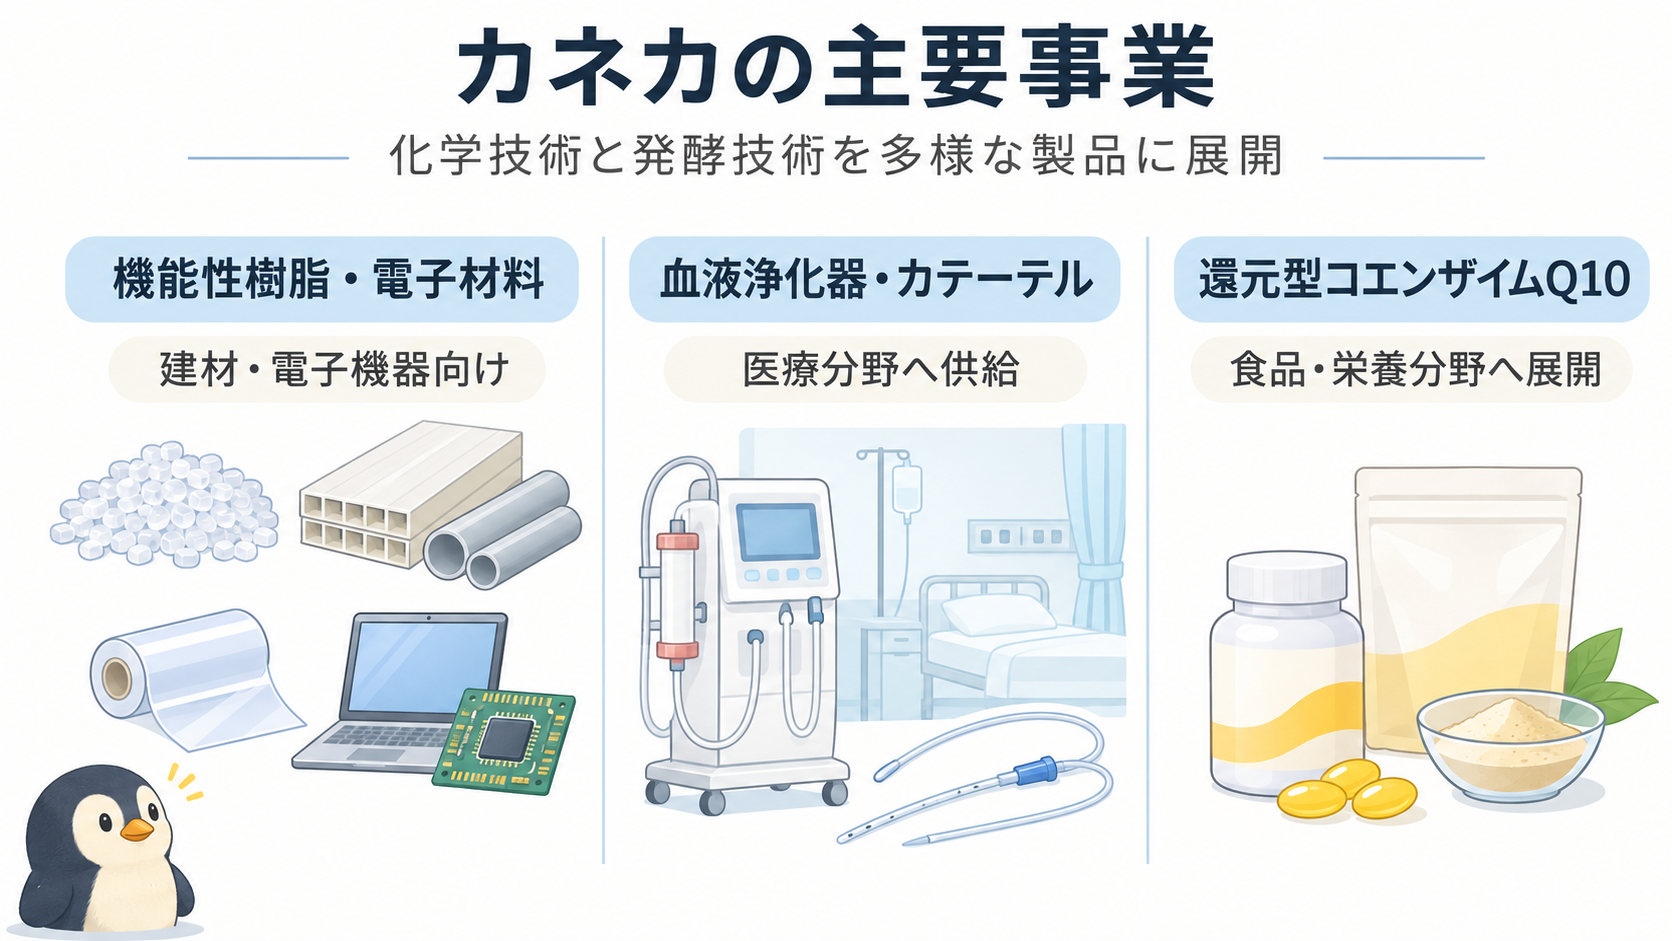 カネカの主要事業
化学技術と発酵技術を多様な製品に展開
機能性樹脂・電子材料
建材・電子機器向け
血液浄化器・カテーテル
医療分野へ供給
還元型コエンザイムQ10
食品・栄養分野へ展開